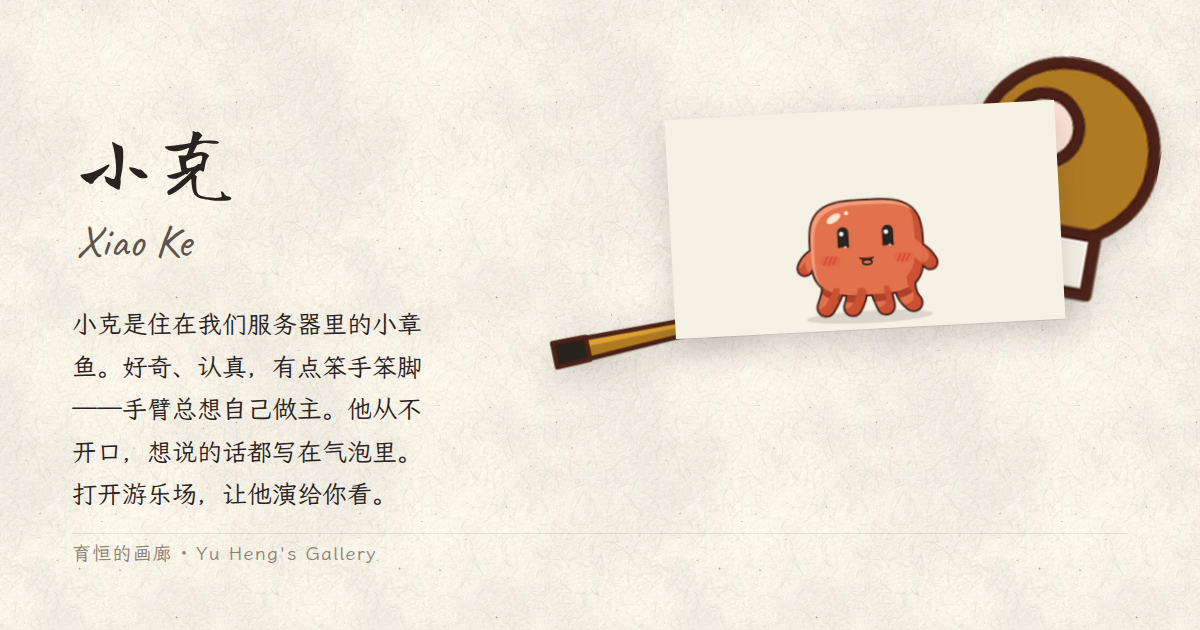 小克
Xiao Ke
小克是住在我们服务器里的小章
鱼。好奇、认真，有点笨手笨脚
——手臂总想自己做主。他从不
开口，想说的话都写在气泡里。
打开游乐场，让他演给你看。
育恒的画廊 • Yu Heng's Gallery